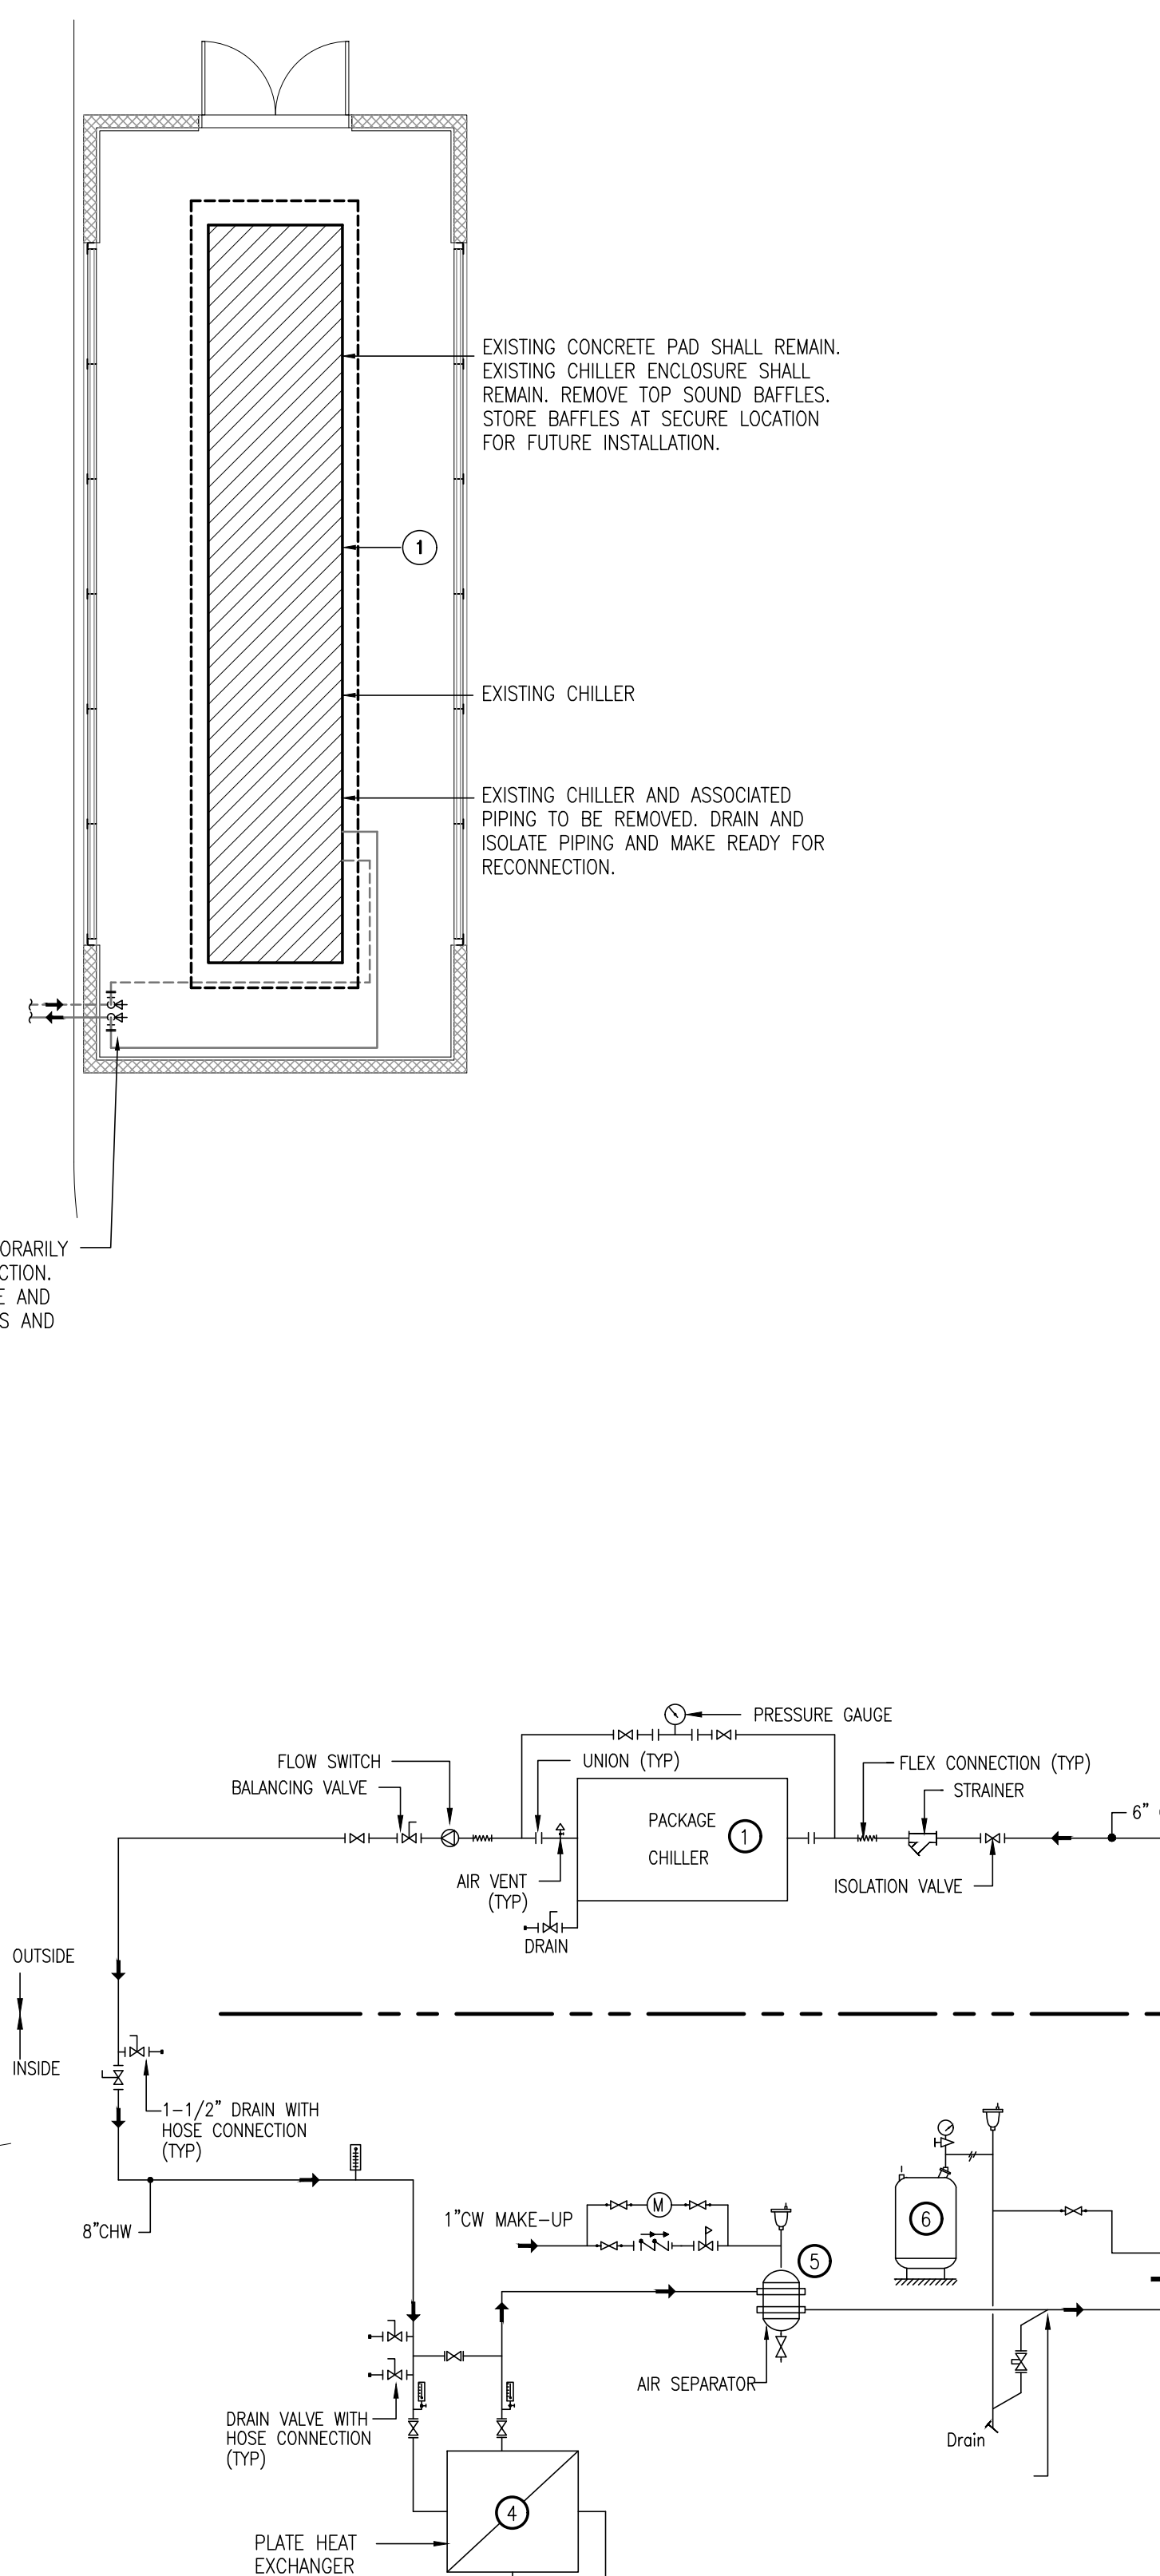 EXISTING CONCRETE PAD SHALL REMAIN.
EXISTING CHILLER ENCLOSURE SHALL
REMAIN. REMOVE TOP SOUND BAFFLES.
STORE BAFFLES AT SECURE LOCATION
FOR FUTURE INSTALLATION.
1
EXISTING CHILLER
EXISTING CHILLER AND ASSOCIATED
PIPING TO BE REMOVED. DRAIN AND
ISOLATE PIPING AND MAKE READY FOR
RECONNECTION.
ORARILY
CTION.
E AND
S AND
PRESSURE GAUGE
FLOW SWITCH
UNION (TYP)
FLEX CONNECTION (TYP)
BALANCING VALVE
STRAINER
6"
PACKAGE
CHILLER
1
AIR VENT
(TYP)
ISOLATION VALVE
DRAIN
OUTSIDE
INSIDE
1-1/2" DRAIN WITH
HOSE CONNECTION
(TYP)
8"CHW
1"CW MAKE-UP
M
5
6
AIR SEPARATOR
DRAIN VALVE WITH
HOSE CONNECTION
(TYP)
Drain
4
PLATE HEAT
EXCHANGER